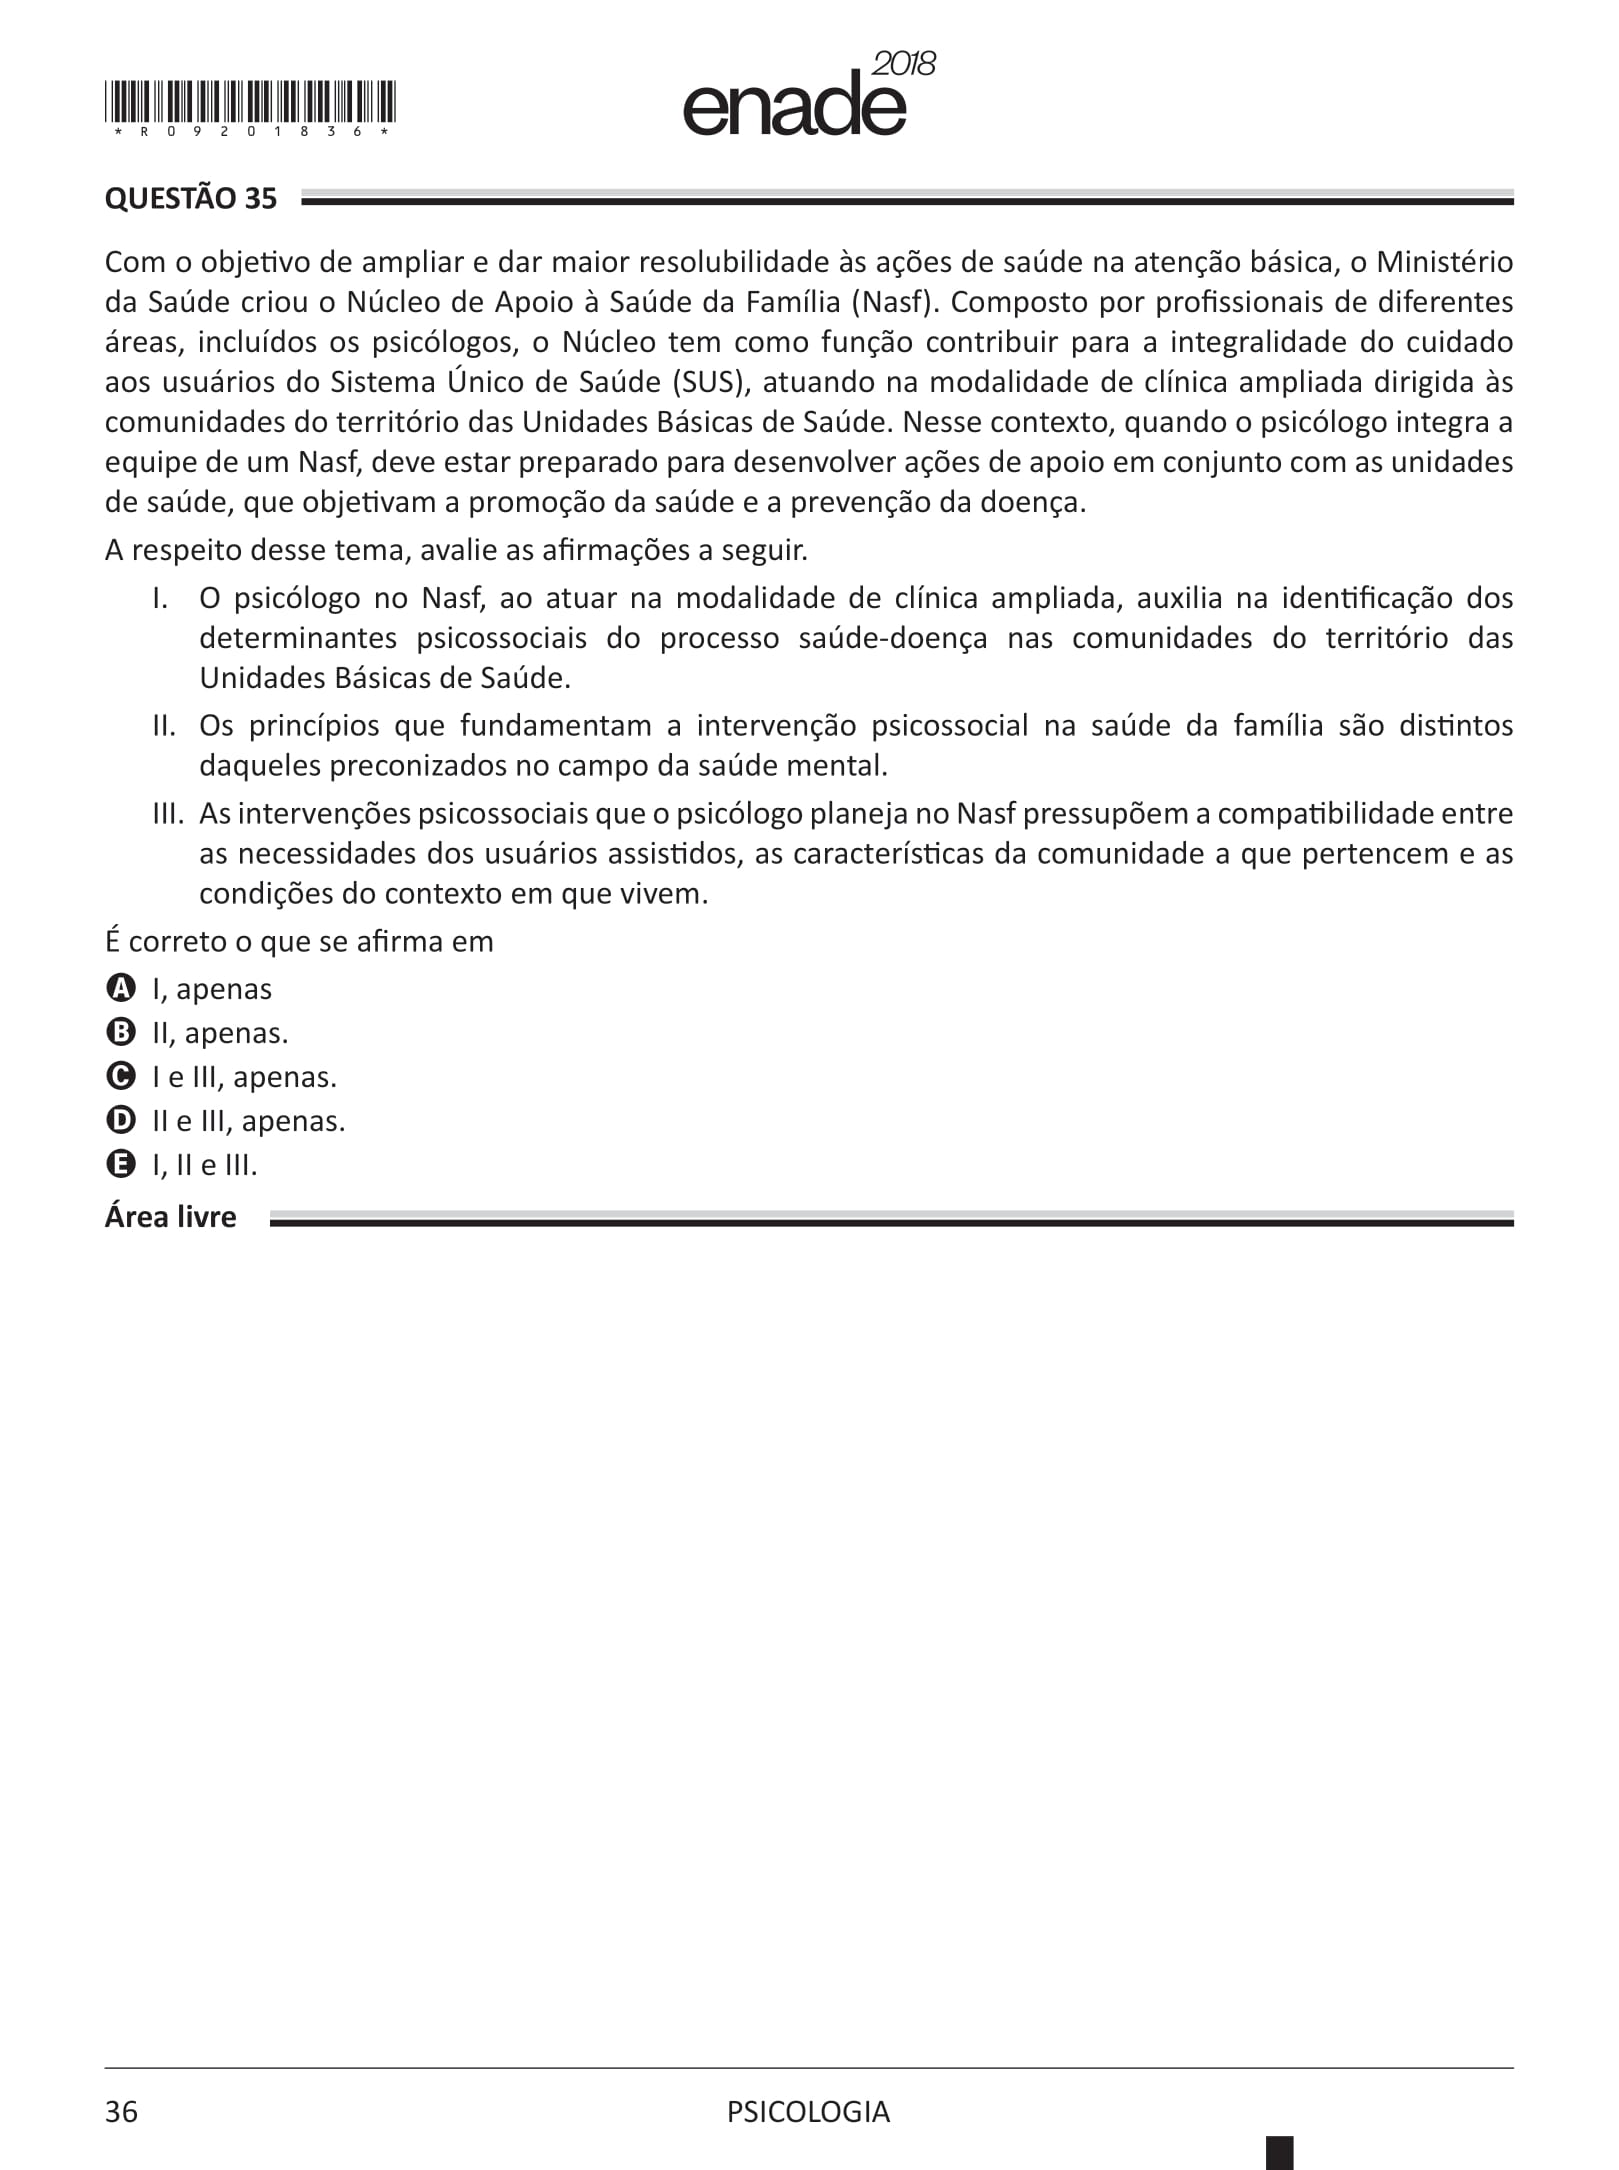 * R 0 9 2 0 1 8 3 6 *
enade 2018
QUESTÃO 35
Com o objetivo de ampliar e dar maior resolubilidade às ações de saúde na atenção básica, o Ministério
da Saúde criou o Núcleo de Apoio à Saúde da Família (Nasf). Composto por profissionais de diferentes
áreas, incluídos os psicólogos, o Núcleo tem como função contribuir para a integralidade do cuidado
aos usuários do Sistema Único de Saúde (SUS), atuando na modalidade de clínica ampliada dirigida às
comunidades do território das Unidades Básicas de Saúde. Nesse contexto, quando o psicólogo integra a
equipe de um Nasf, deve estar preparado para desenvolver ações de apoio em conjunto com as unidades
de saúde, que objetivam a promoção da saúde e a prevenção da doença.
A respeito desse tema, avalie as afirmações a seguir.
I. O psicólogo no Nasf, ao atuar na modalidade de clínica ampliada, auxilia na identificação dos
determinantes psicossociais do processo saúde-doença nas comunidades do território das
Unidades Básicas de Saúde.
II. Os princípios que fundamentam a intervenção psicossocial na saúde da família são distintos
daqueles preconizados no campo da saúde mental.
III. As intervenções psicossociais que o psicólogo planeja no Nasf pressupõem a compatibilidade entre
as necessidades dos usuários assistidos, as características da comunidade a que pertencem e as
condições do contexto em que vivem.
É correto o que se afirma em
A I, apenas
B II, apenas.
C I e III, apenas.
D II e III, apenas.
E I, II e III.
Área livre
36
PSICOLOGIA